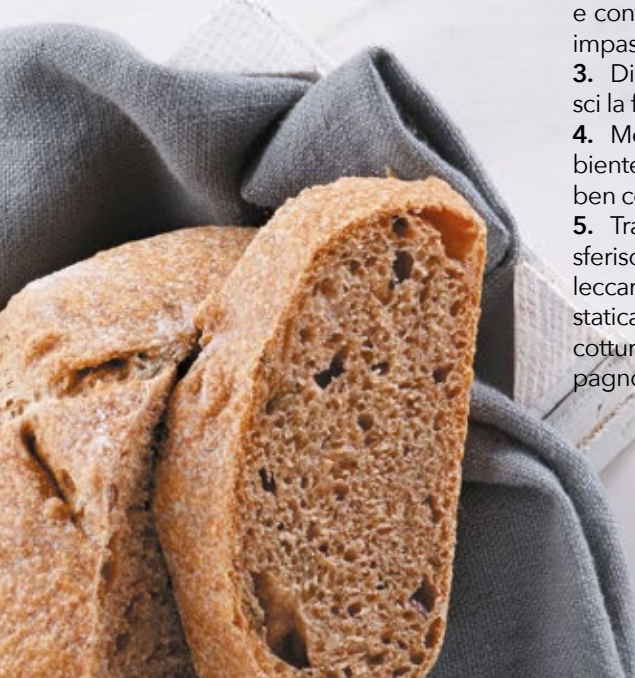 e con
impas
3. Di
sci la f
4. Me
biente
ben co
5. Tra
sferisc
leccar
statica
cottur
pagno